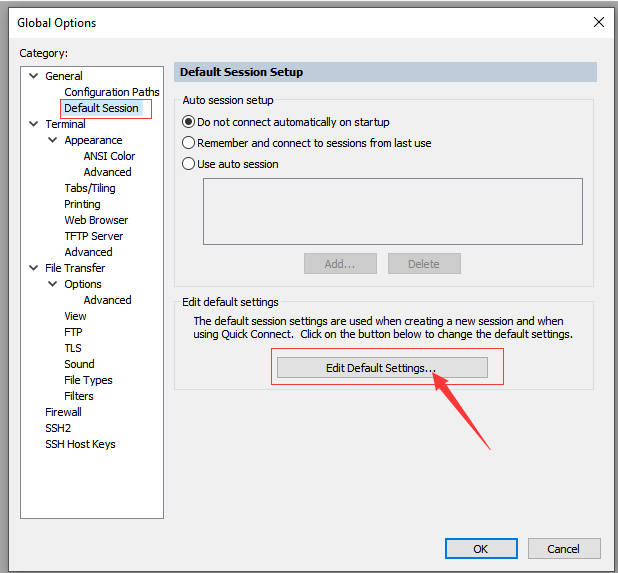 Global Options
Category:
General
Configuration Paths
Default Session
Terminal
Appearance
ANSI Color
Advanced
Tabs/Tiling
Printing
Web Browser
TFTP Server
Advanced
File Transfer
Options
Advanced
View
FTP
TLS
Sound
File Types
Filters
Firewall
SSH2
SSH Host Keys
Default Session Setup
Auto session setup
Do not connect automatically on startup
Remember and connect to sessions from last use
Use auto session
Add...
Delete
Edit default settings
The default session settings are used when creating a new session and when
using Quick Connect.  Click on the button below to change the default settings.
Edit Default Settings...
OK
Cancel